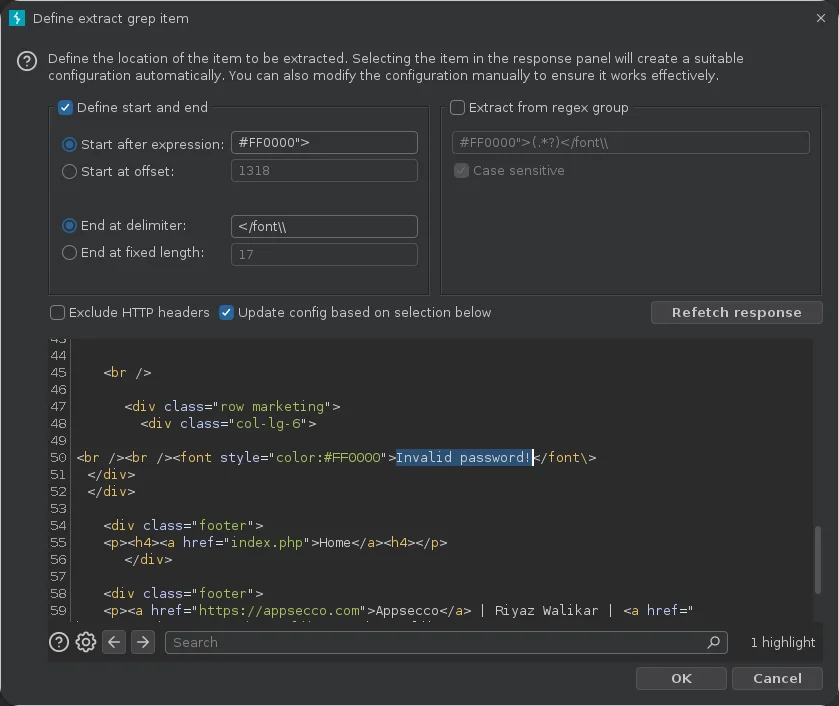 Define extract grep item
Define the location of the item to be extracted. Selecting the item in the response panel will create a suitable
configuration automatically. You can also modify the configuration manually to ensure it works effectively.
Define start and end
Start after expression: #FF0000">
Start at offset: 1318
End at delimiter: </font\\
End at fixed length: 17
Extract from regex group
#FF0000">(.*?)</font\\
Case sensitive
Exclude HTTP headers Update config based on selection below Refetch response
43
44
45 <br />
46
47 <div class="row marketing">
48 <div class="col-lg-6">
49
50 <br /><br /><font style="color:#FF0000">Invalid password!</font\>
51 </div>
52 </div>
53
54 <div class="footer">
55 <p><h4><a href="index.php">Home</a><h4></p>
56 </div>
57
58 <div class="footer">
59 <p><a href="https://appsecco.com">Appsecco</a> | Riyaz Walikar | <a href="
Search 1 highlight
OK Cancel